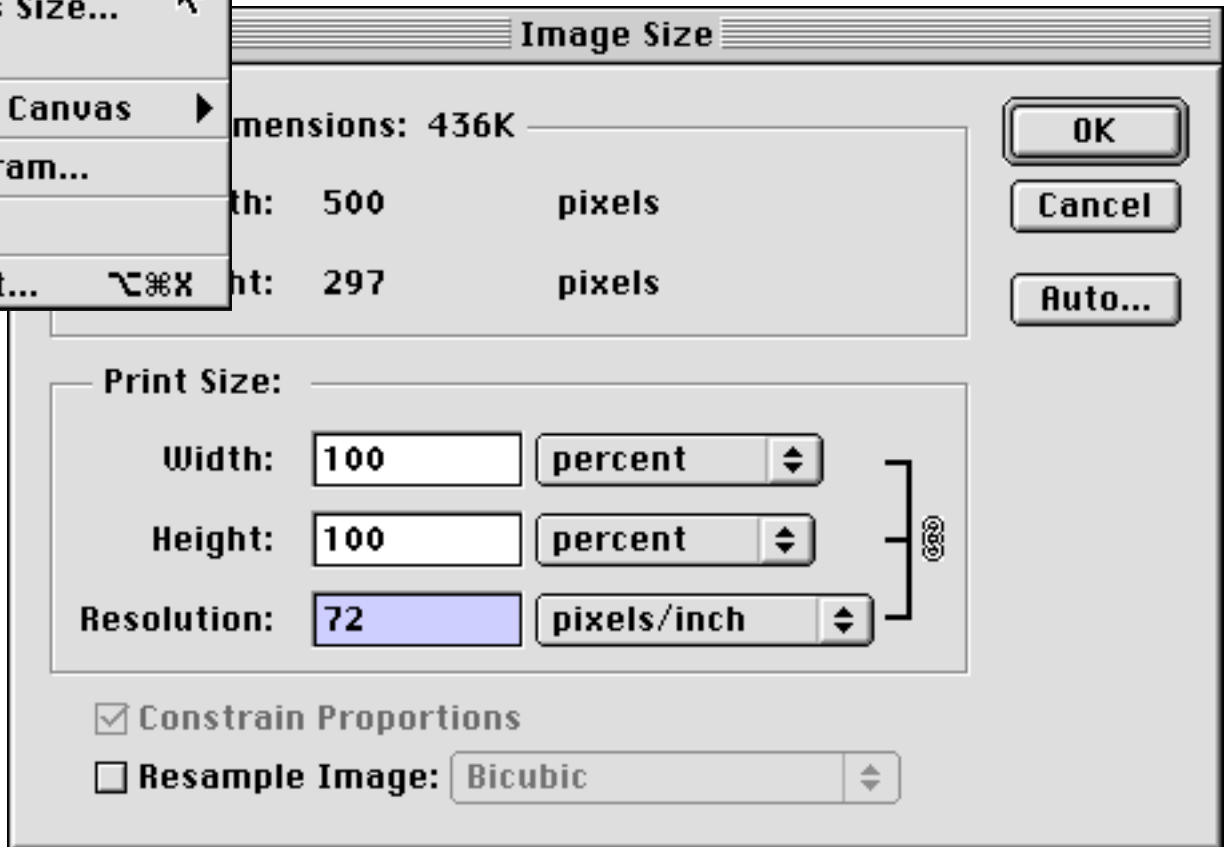 Size...
Canvas
ram...
t... ⌥⌘X
Image Size
mensions: 436K
th: 500 pixels
ht: 297 pixels
OK
Cancel
Auto...
Print Size:
Width: 100 percent
Height: 100 percent
Resolution: 72 pixels/inch
Constrain Proportions
Resample Image: Bicubic